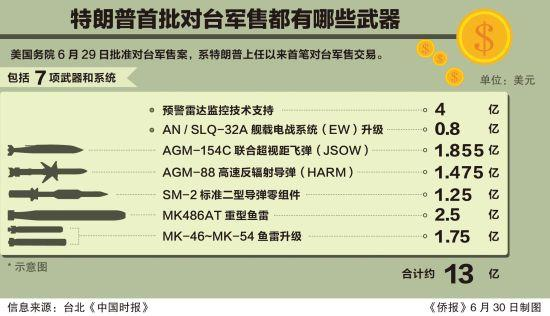 特朗普首批对台军售都有哪些武器
美国务院6月29日批准对台军售案,系特朗普上任以来首笔对台军售交易。
包括7项武器和系统
单位:美元
预警雷达监控技术支持 4 亿
AN/SLQ-32A 舰载电战系统(EW)升级 0.8 亿
AGM-154C 联合超视距飞弹(JSOW) 1.855 亿
AGM-88 高速反辐射导弹(HARM) 1.475 亿
SM-2 标准二型导弹零组件 1.25 亿
MK486AT 重型鱼雷 2.5 亿
MK-46~MK-54 鱼雷升级 1.75 亿
*示意图
合计约 13 亿
信息来源:台北《中国时报》
《侨报》6月30日制图
$
$
$